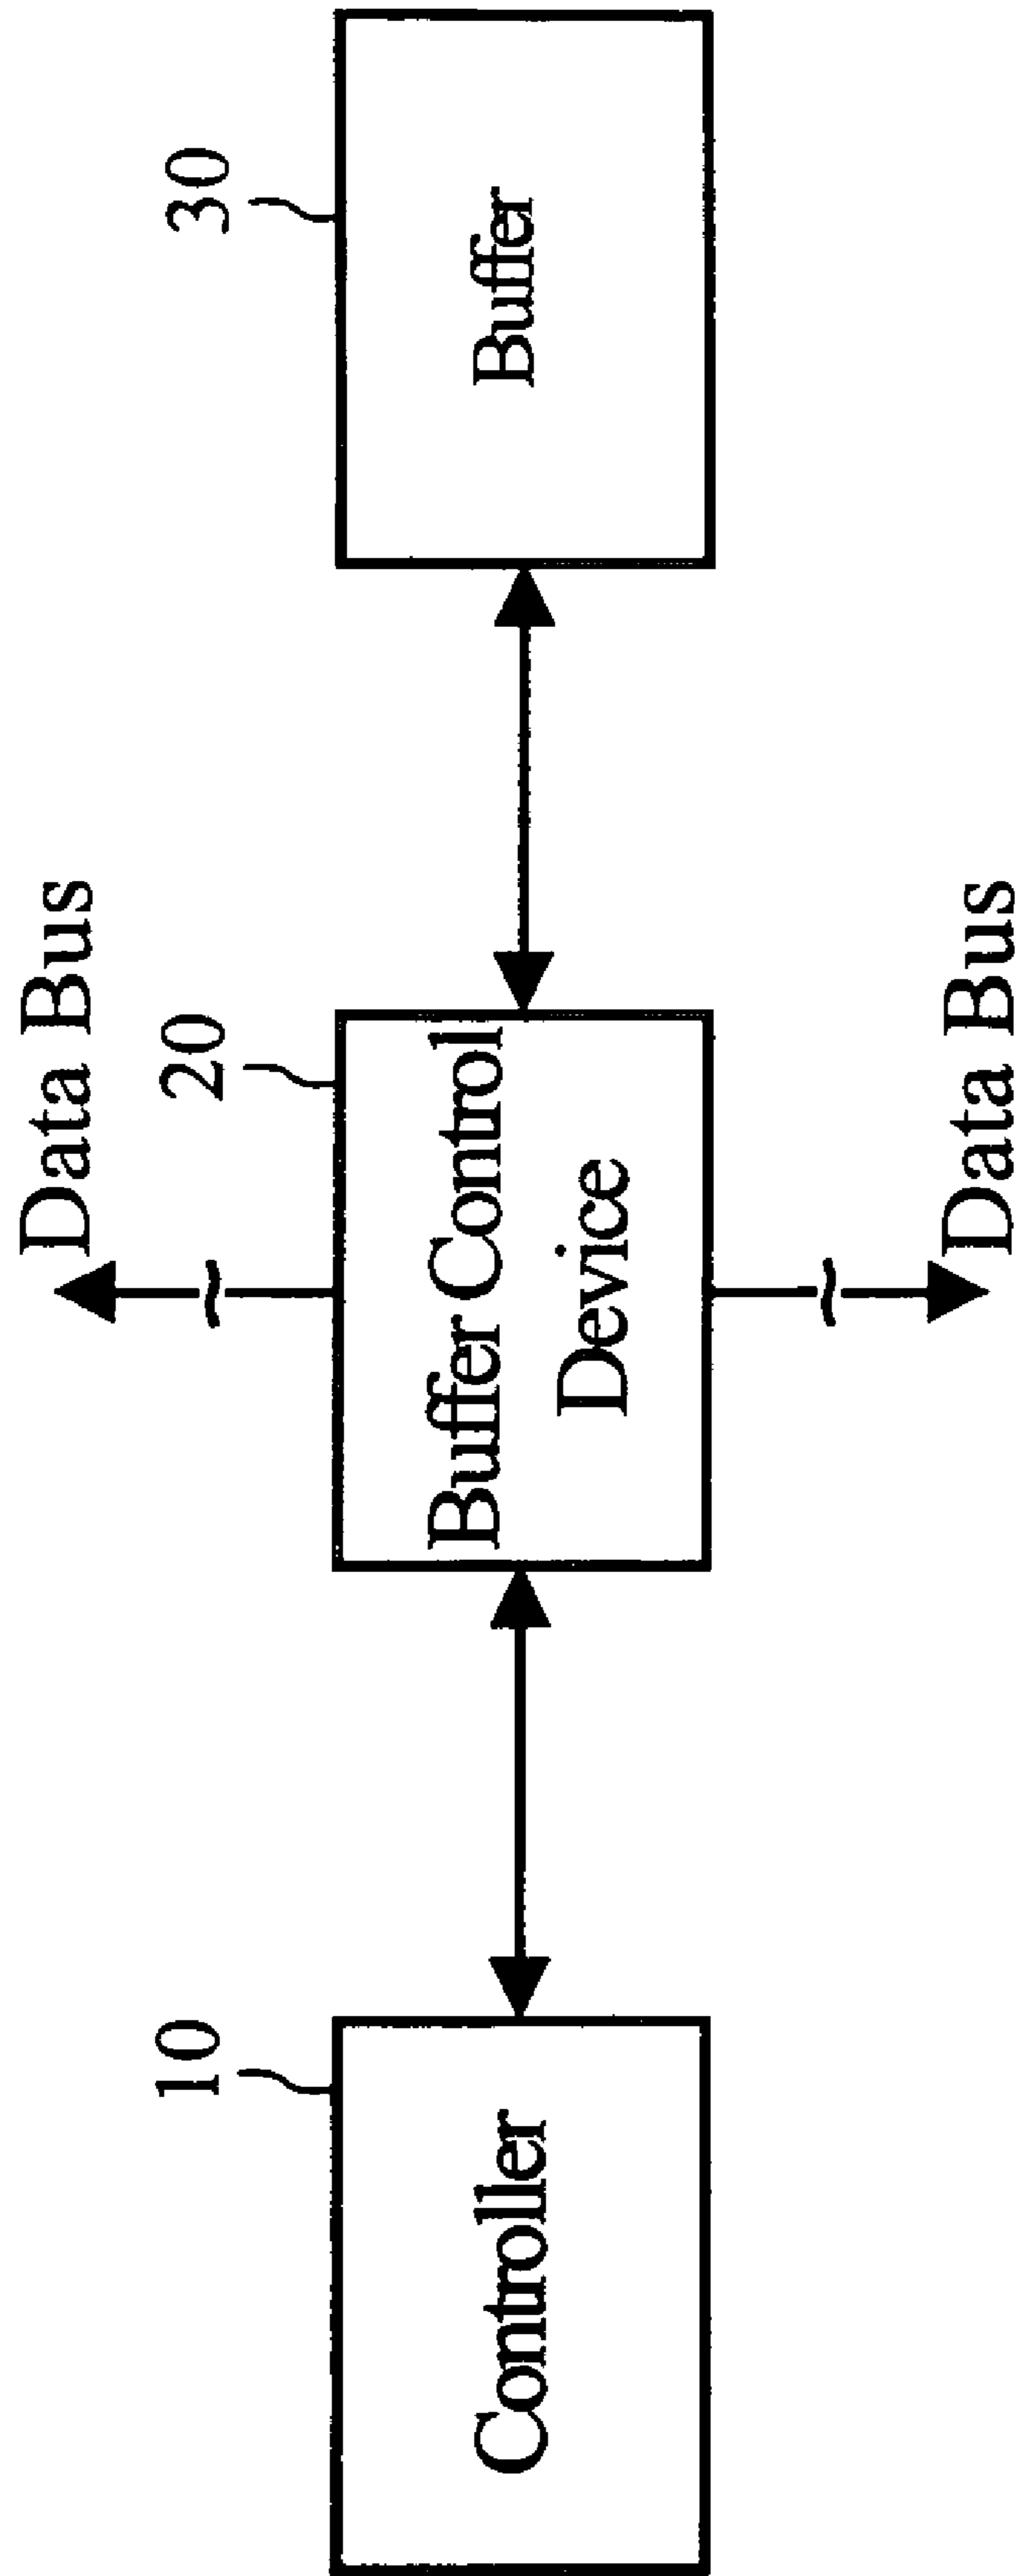 Data Bus
10
20
30
Controller
Buffer Control
Device
Buffer
Data Bus